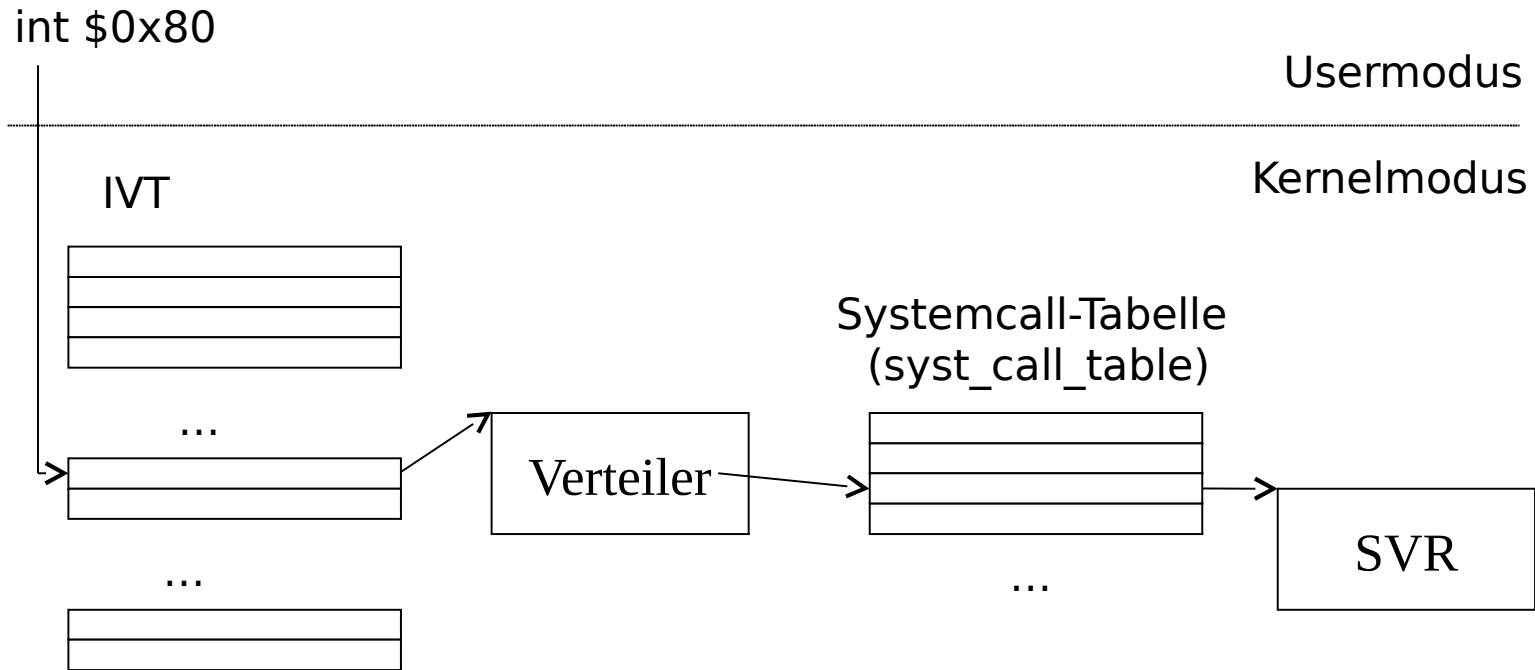 int $0x80
Usermodus
Kernelmodus
IVT
Systemcall-Tabelle
(syst_call_table)
...
Verteiler
SVR
...
...